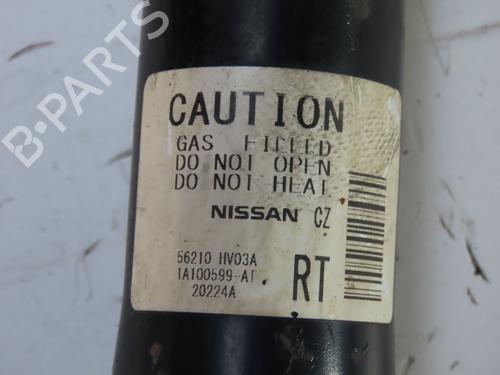 B-PARTS
CAUTION
GAS FILLED
DO NOT OPEN
DO NOT HEAT
NISSAN CZ
56210 HV03A
1A100599-AT
20224A
RT